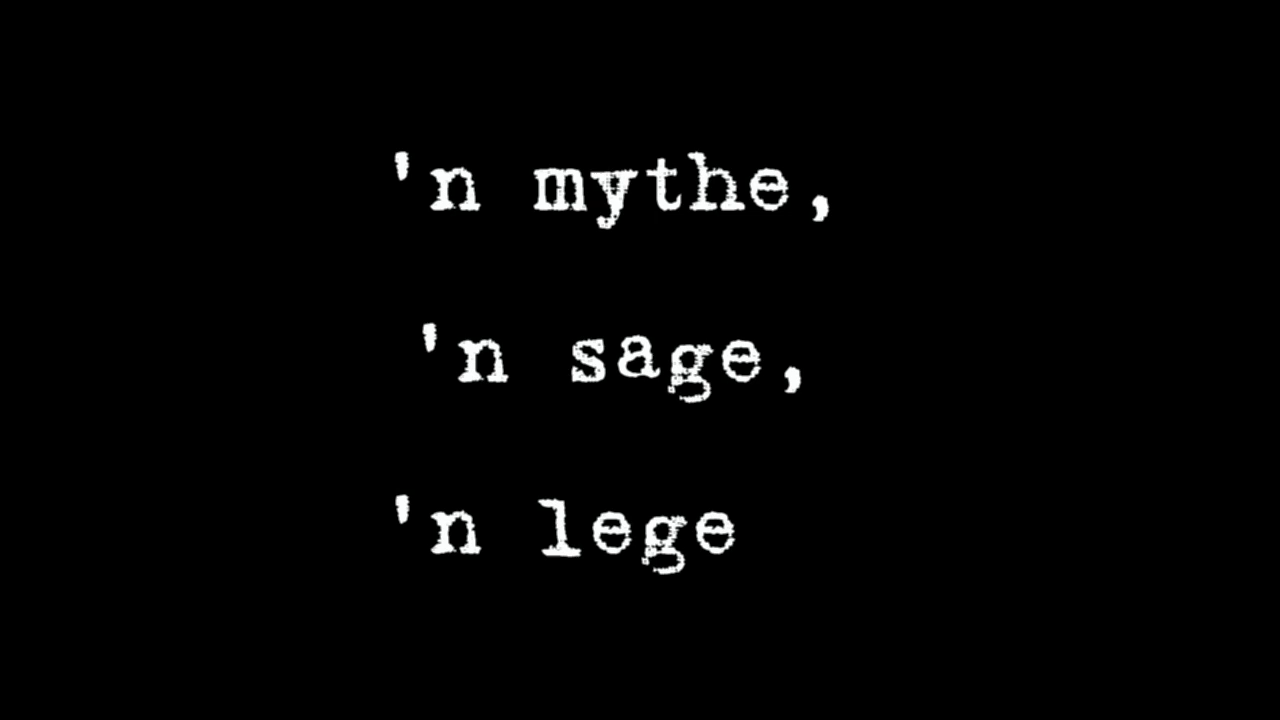 'n mythe,
'n sage,
'n lege